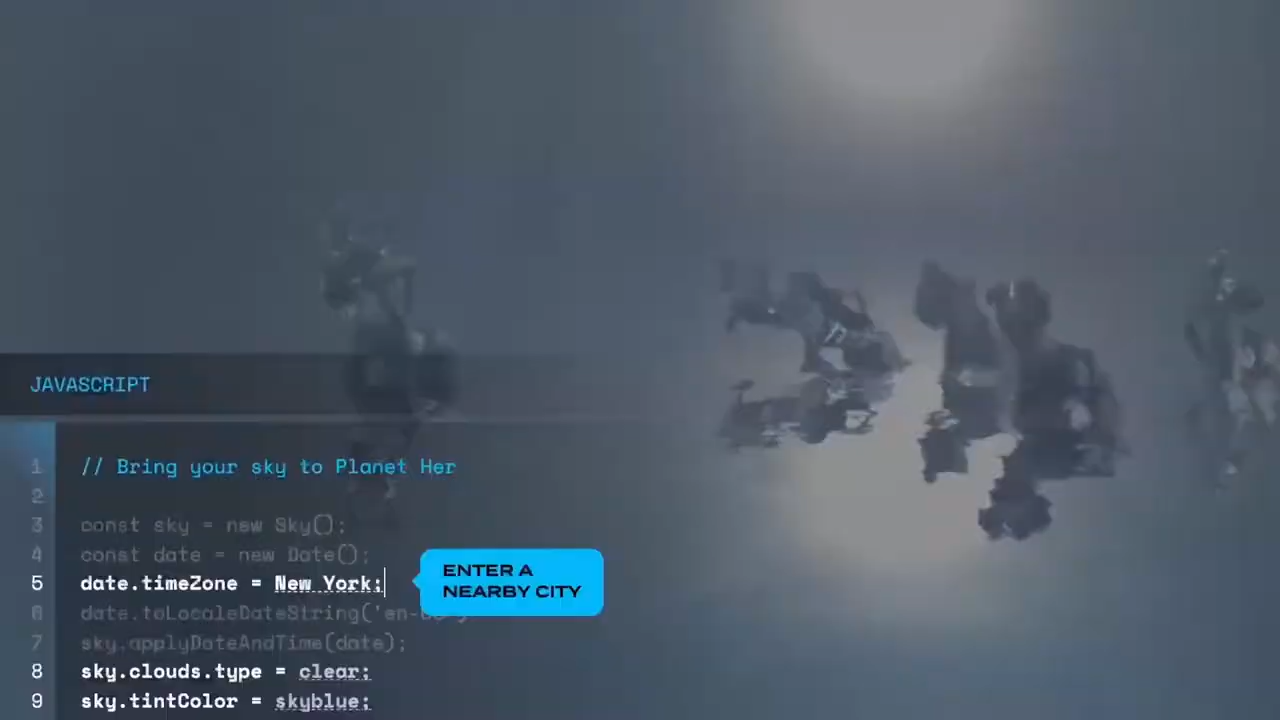 JAVASCRIPT
1 // Bring your sky to Planet Her
2
3 const sky = new Sky();
4 const date = new Date();
5 date.timeZone = New York;
ENTER A
NEARBY CITY
6 date.toLocaleDateString('en-
7 sky.applyDateAndTime(date);
8 sky.clouds.type = clear;
9 sky.tintColor = skyblue;